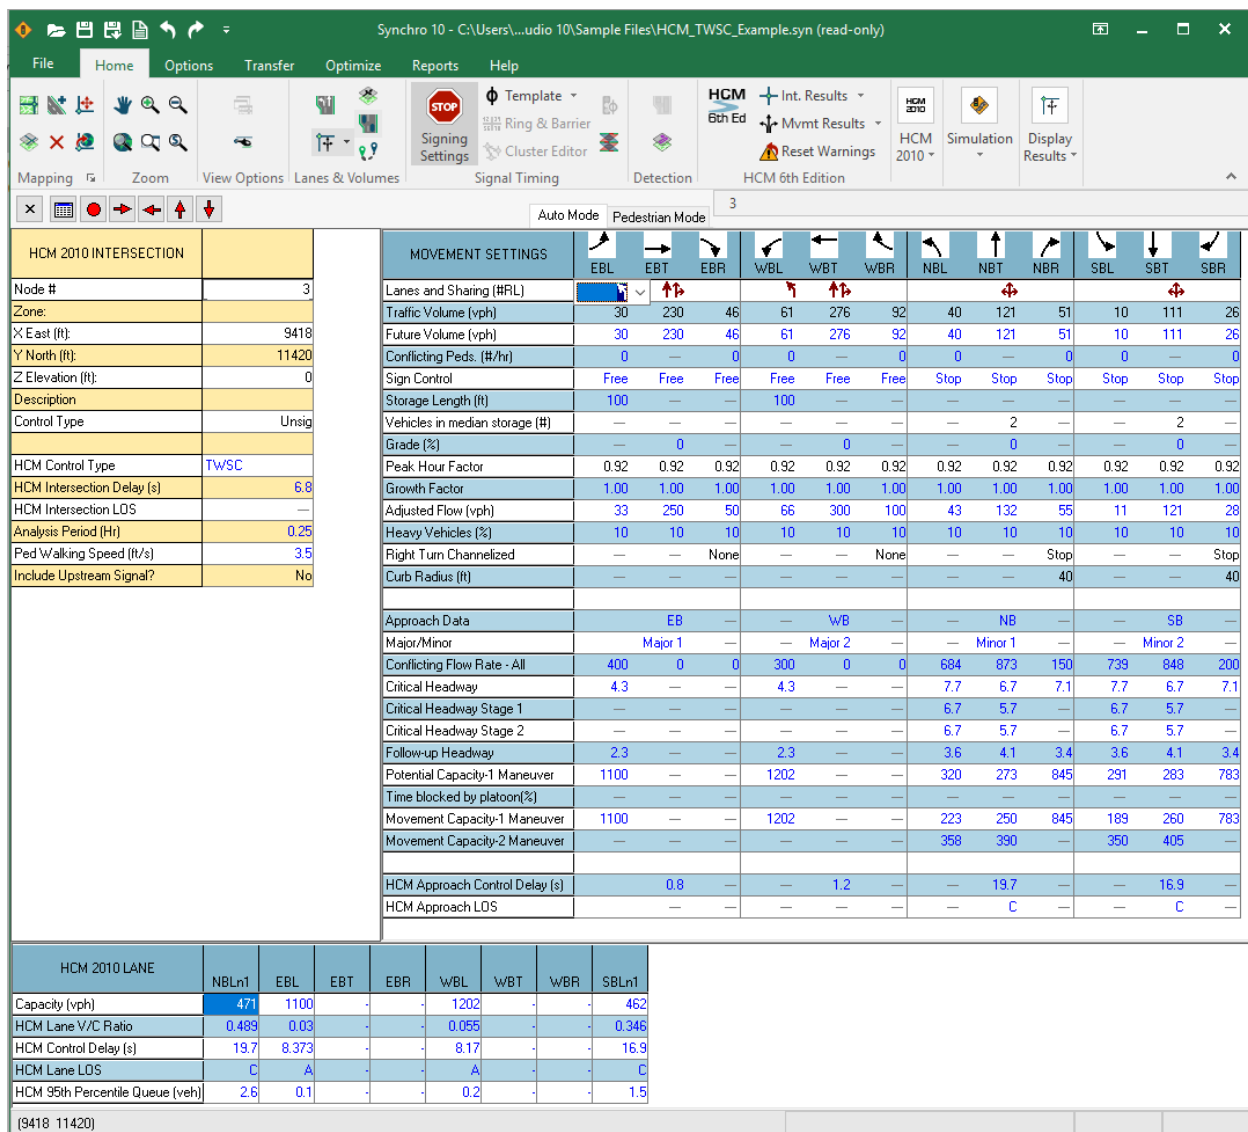 Synchro 10 - C:\Users\...udio 10\Sample Files\HCM_TWSC_Example.syn (read-only)
File Home Options Transfer Optimize Reports Help
STOP Signing Settings
Template
Ring & Barrier
Cluster Editor
HCM 6th Ed
Int. Results
Mvmt Results
Reset Warnings
HCM 2010
HCM 2010
Simulation
Display Results
Mapping Zoom View Options Lanes & Volumes Signal Timing Detection HCM 6th Edition
Auto Mode Pedestrian Mode 3
HCM 2010 INTERSECTION
Node # 3
Zone:
X East (ft): 9418
Y North (ft): 11420
Z Elevation (ft): 0
Description
Control Type Unsig
HCM Control Type TWSC
HCM Intersection Delay (s) 6.8
HCM Intersection LOS —
Analysis Period (Hr) 0.25
Ped Walking Speed (ft/s) 3.5
Include Upstream Signal? No
MOVEMENT SETTINGS EBL EBT EBR WBL WBT WBR NBL NBT NBR SBL SBT SBR
Lanes and Sharing (#RL)
Traffic Volume (vph) 30 230 46 61 276 92 40 121 51 10 111 26
Future Volume (vph) 30 230 46 61 276 92 40 121 51 10 111 26
Conflicting Peds. (#/hr) 0 — 0 0 — 0 0 — 0 0 — 0
Sign Control Free Free Free Free Free Free Stop Stop Stop Stop Stop Stop
Storage Length (ft) 100 — — 100 — — — — — — — —
Vehicles in median storage (#) — — — — — — — 2 — — 2 —
Grade (%) — 0 — — 0 — — 0 — — 0 —
Peak Hour Factor 0.92 0.92 0.92 0.92 0.92 0.92 0.92 0.92 0.92 0.92 0.92 0.92
Growth Factor 1.00 1.00 1.00 1.00 1.00 1.00 1.00 1.00 1.00 1.00 1.00 1.00
Adjusted Flow (vph) 33 250 50 66 300 100 43 132 55 11 121 28
Heavy Vehicles (%) 10 10 10 10 10 10 10 10 10 10 10 10
Right Turn Channelized — — None — — None — — Stop — — Stop
Curb Radius (ft) — — — — — — — — 40 — — 40
Approach Data EB — — WB — — NB — — SB —
Major/Minor Major 1 — — Major 2 — — Minor 1 — — Minor 2 —
Conflicting Flow Rate - All 400 0 0 300 0 0 684 873 150 739 848 200
Critical Headway 4.3 — — 4.3 — — 7.7 6.7 7.1 7.7 6.7 7.1
Critical Headway Stage 1 — — — — — — 6.7 5.7 — 6.7 5.7 —
Critical Headway Stage 2 — — — — — — 6.7 5.7 — 6.7 5.7 —
Follow-up Headway 2.3 — — 2.3 — — 3.6 4.1 3.4 3.6 4.1 3.4
Potential Capacity-1 Maneuver 1100 — — 1202 — — 320 273 845 291 283 783
Time blocked by platoon(%) — — — — — — — — — — — —
Movement Capacity-1 Maneuver 1100 — — 1202 — — 223 250 845 189 260 783
Movement Capacity-2 Maneuver — — — — — — 358 390 — 350 405 —
HCM Approach Control Delay (s) 0.8 — — 1.2 — — 19.7 — — 16.9 —
HCM Approach LOS — — — — — — C — — C —
HCM 2010 LANE NBLn1 EBL EBT EBR WBL WBT WBR SBLn1
Capacity (vph) 471 1100 - - 1202 - - 462
HCM Lane V/C Ratio 0.489 0.03 - - 0.055 - - 0.346
HCM Control Delay (s) 19.7 8.373 - - 8.17 - - 16.9
HCM Lane LOS C A - - A - - C
HCM 95th Percentile Queue (veh) 2.6 0.1 - - 0.2 - - 1.5
(9418 11420)